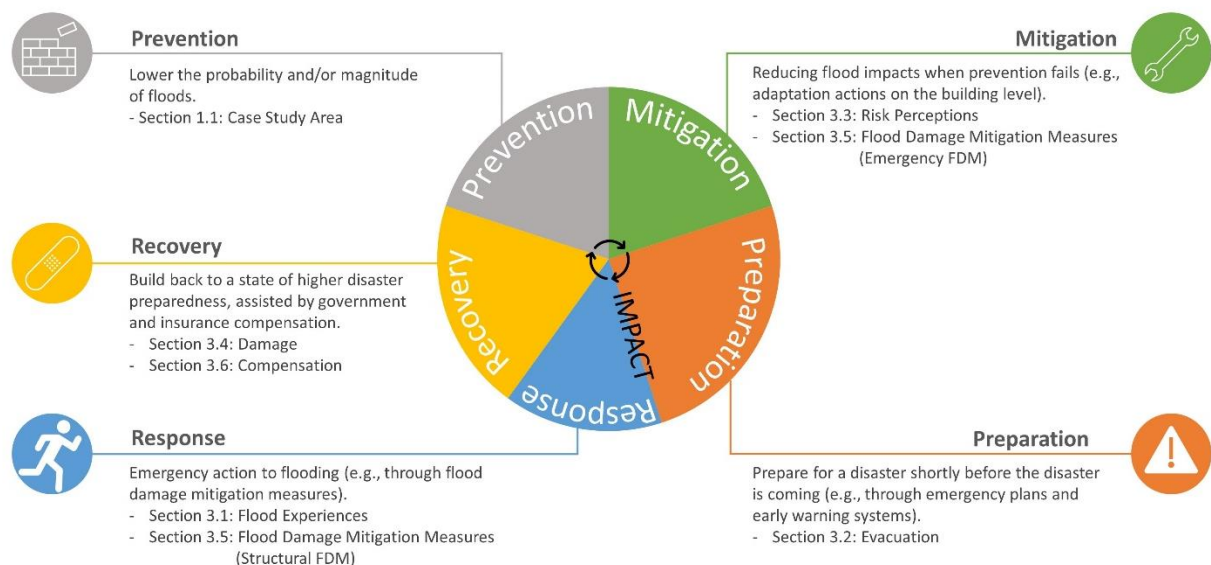 Prevention
Lower the probability and/or magnitude
of floods.
- Section 1.1: Case Study Area
Mitigation
Reducing flood impacts when prevention fails (e.g.,
adaptation actions on the building level).
- Section 3.3: Risk Perceptions
- Section 3.5: Flood Damage Mitigation Measures
(Emergency FDM)
Prevention
Mitigation
Preparation
Response
Recovery
IMPACT
Recovery
Build back to a state of higher disaster
preparedness, assisted by government
and insurance compensation.
- Section 3.4: Damage
- Section 3.6: Compensation
Response
Emergency action to flooding (e.g., through flood
damage mitigation measures).
- Section 3.1: Flood Experiences
- Section 3.5: Flood Damage Mitigation Measures
(Structural FDM)
Preparation
Prepare for a disaster shortly before the disaster
is coming (e.g., through emergency plans and
early warning systems).
- Section 3.2: Evacuation